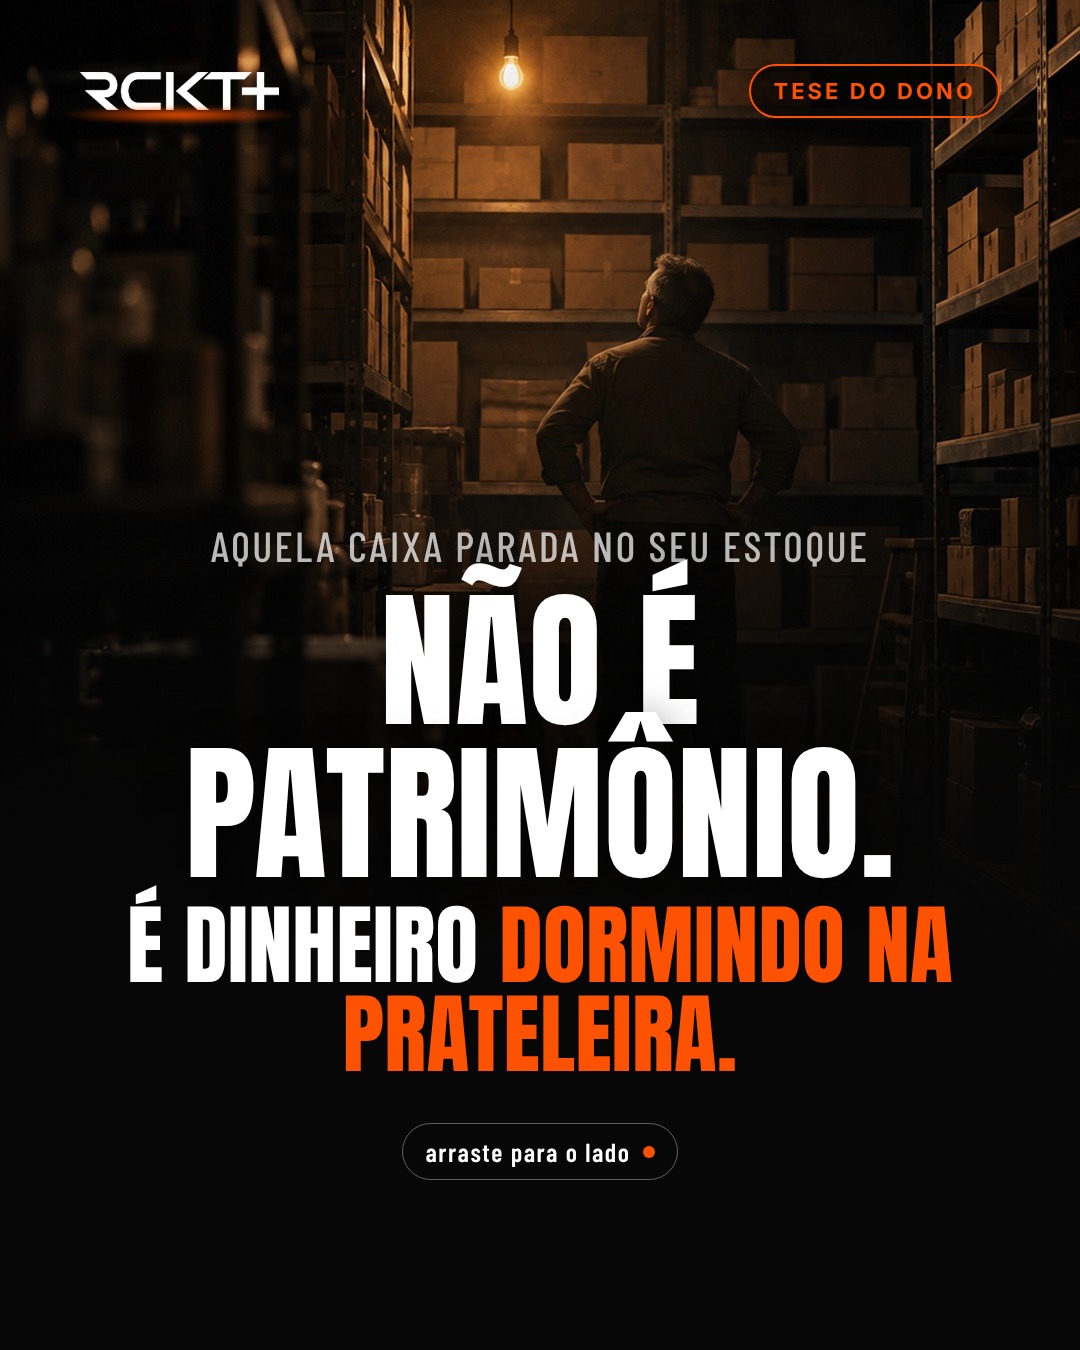 RCKT+
TESE DO DONO
AQUELA CAIXA PARADA NO SEU ESTOQUE
NÃO É
PATRIMÔNIO.
É DINHEIRO DORMINDO NA
PRATELEIRA.
arraste para o lado